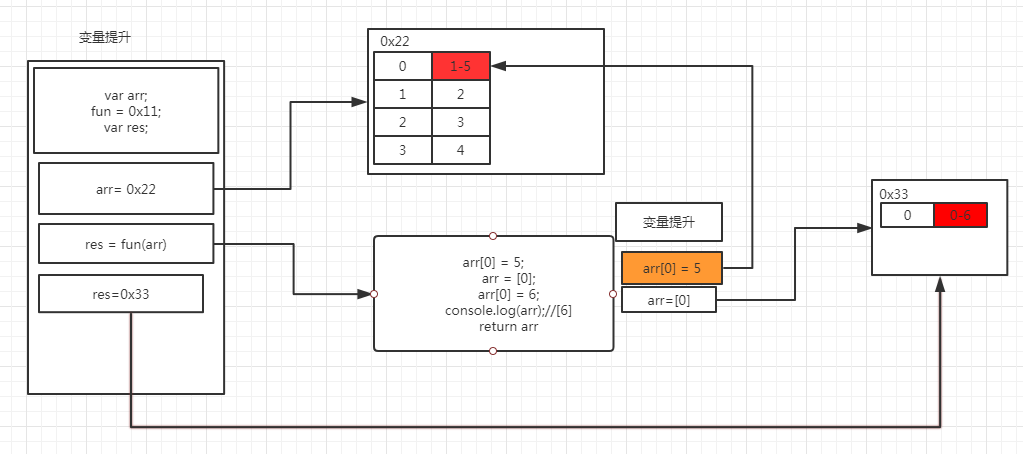 变量提升
var arr;
fun = 0x11;
var res;
arr= 0x22
res = fun(arr)
res=0x33
0x22
0 1-5
1 2
2 3
3 4
arr[0] = 5;
arr = [0];
arr[0] = 6;
console.log(arr);//[6]
return arr
变量提升
arr[0] = 5
arr=[0]
0x33
0 0-6